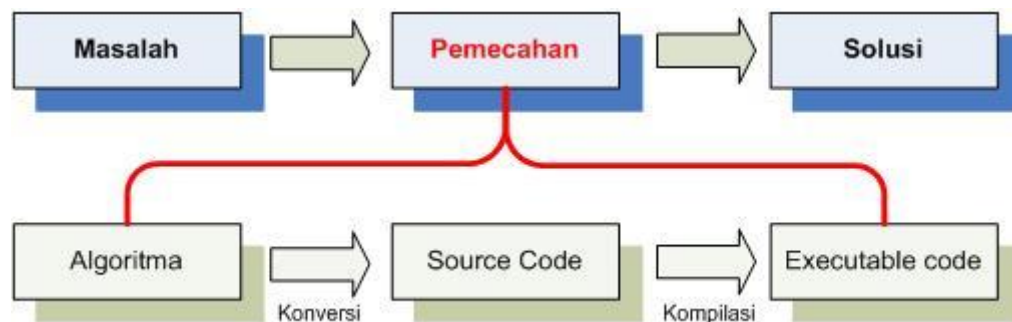 Masalah
Pemecahan
Solusi
Algoritma
Source Code
Executable code
Konversi
Kompilasi